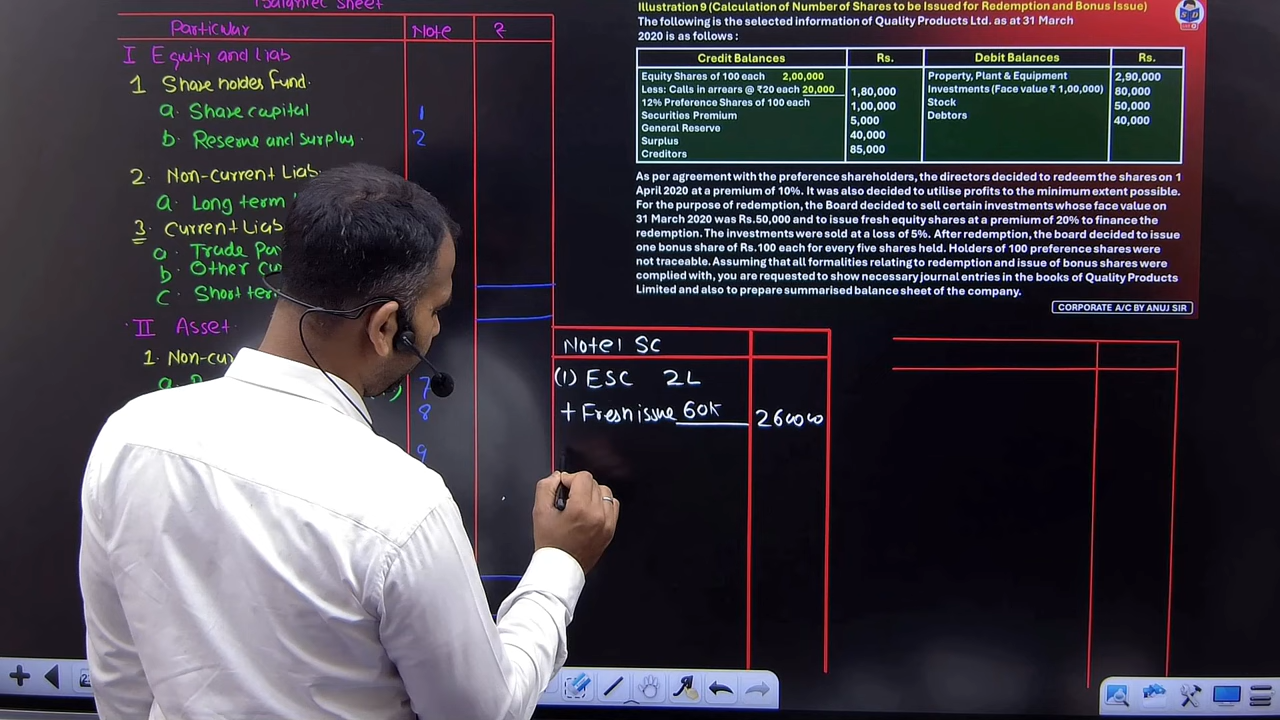 Balance Sheet
Particular Note ₹
I Equity and liab
1 Share holdes Fund.
a. Share capital 1
b. Reserve and surplus. 2
2. Non-current Liab.
a. Long term
3. Current Liab
a. Trade Pa
b. Other cu
c. Short ter
II Asset.
1. Non-cu
a.
7
8
9
Illustration 9 (Calculation of Number of Shares to be Issued for Redemption and Bonus Issue)
The following is the selected information of Quality Products Ltd. as at 31 March
2020 is as follows :
Credit Balances Rs. Debit Balances Rs.
Equity Shares of 100 each 2,00,000 Property, Plant & Equipment 2,90,000
Less: Calls in arrears @ ₹20 each 20,000 1,80,000 Investments (Face value ₹ 1,00,000) 80,000
12% Preference Shares of 100 each 1,00,000 Stock 50,000
Securities Premium 5,000 Debtors 40,000
General Reserve 40,000
Surplus 85,000
Creditors
As per agreement with the preference shareholders, the directors decided to redeem the shares on 1
April 2020 at a premium of 10%. It was also decided to utilise profits to the minimum extent possible.
For the purpose of redemption, the Board decided to sell certain investments whose face value on
31 March 2020 was Rs.50,000 and to issue fresh equity shares at a premium of 20% to finance the
redemption. The investments were sold at a loss of 5%. After redemption, the board decided to issue
one bonus share of Rs.100 each for every five shares held. Holders of 100 preference shares were
not traceable. Assuming that all formalities relating to redemption and issue of bonus shares were
complied with, you are requested to show necessary journal entries in the books of Quality Products
Limited and also to prepare summarised balance sheet of the company.
CORPORATE A/C BY ANUJ SIR
Note1 SC
(1) ESC 2L
+ Fresh issue 60k 260000